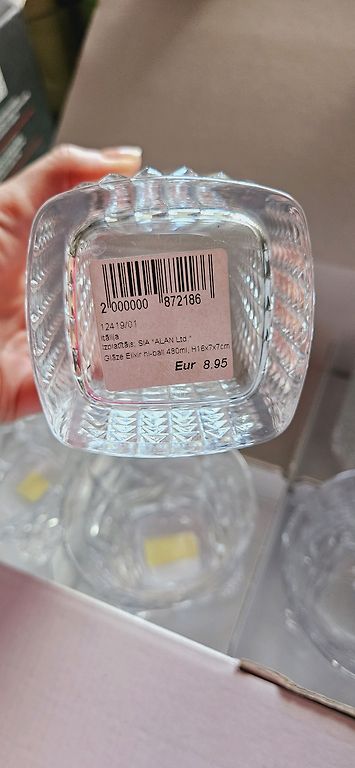 2 000000 872186
12419/01
Itālija
Izplatītājs: SIA "ALAN Ltd."
Glāze Elixir hi-ball 480ml, H16x7x7cm
Eur 8.95